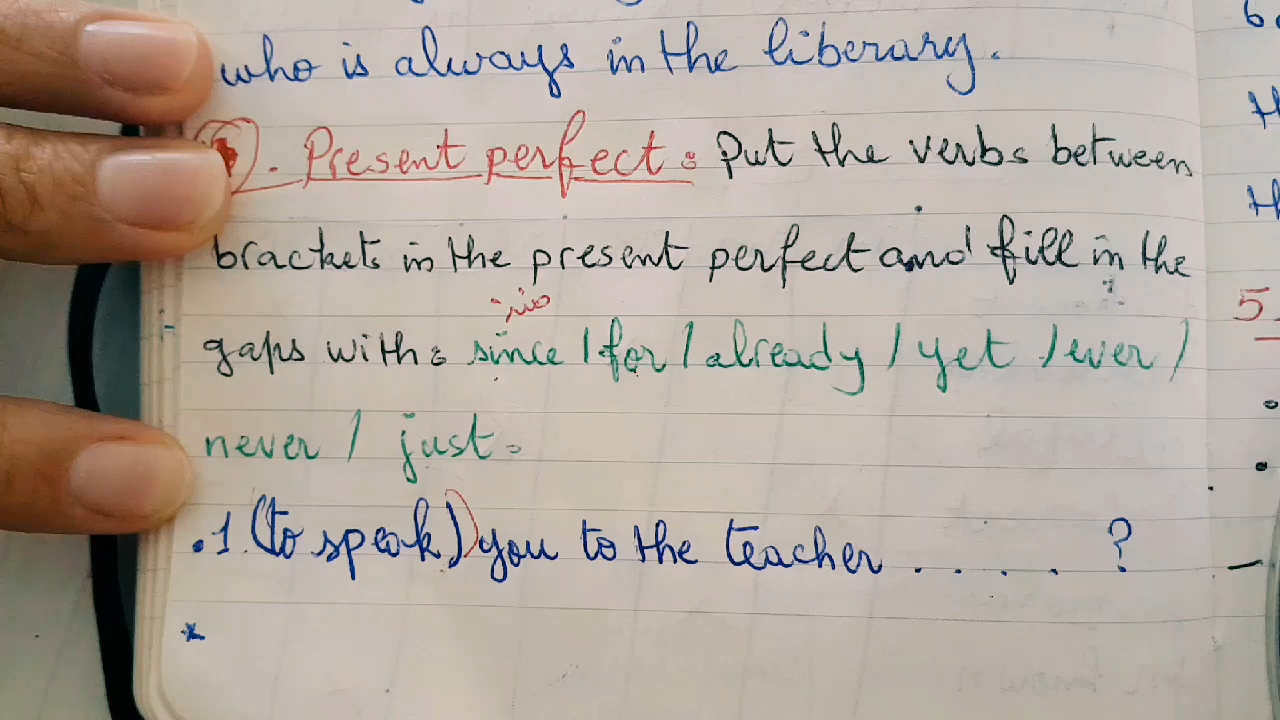 who is always in the liberary.
. Present perfect : Put the verbs between
brackets in the present perfect and fill in the
منذ
gaps with : since / for / already / yet / ever /
never / just.
.1. (to speak) you to the teacher . . . . ?
*
6.
5.